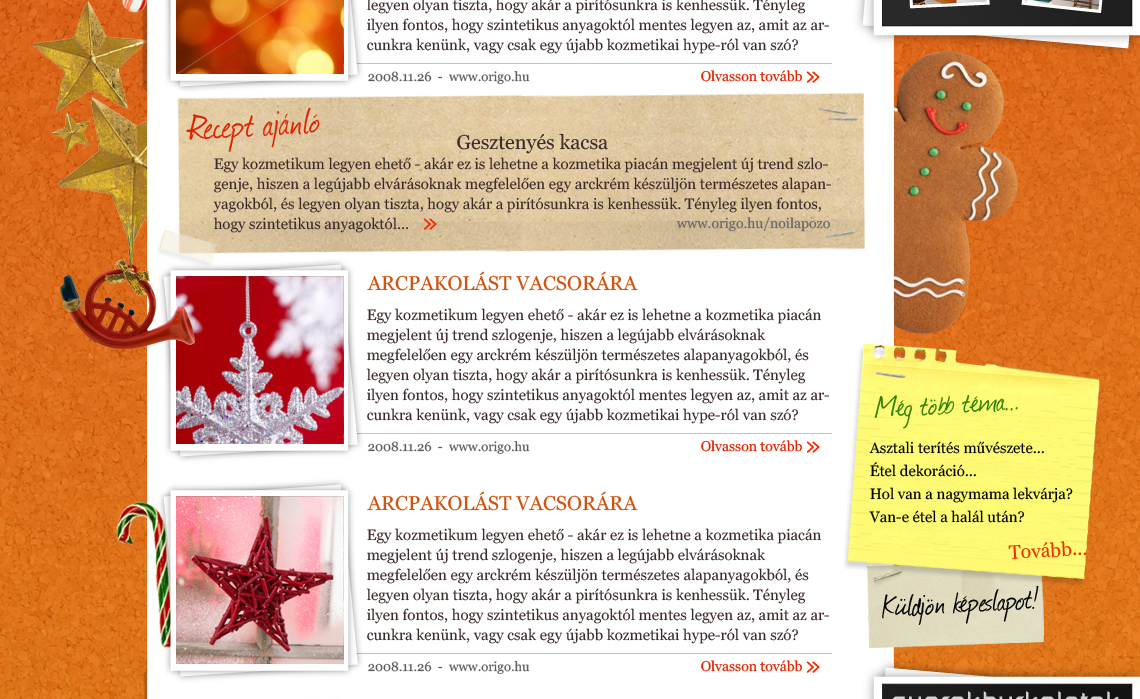 legyen olyan tiszta, hogy akár a pirítósunkra is kenhessük. Tényleg
ilyen fontos, hogy szintetikus anyagoktól mentes legyen az, amit az ar-
cunkra kenünk, vagy csak egy újabb kozmetikai hype-ról van szó?
2008.11.26 - www.origo.hu
Olvasson tovább
Recept ajánló
Gesztenyés kacsa
Egy kozmetikum legyen ehető - akár ez is lehetne a kozmetika piacán megjelent új trend szlo-
genje, hiszen a legújabb elvárásoknak megfelelően egy arckrém készüljön természetes alapan-
yagokból, és legyen olyan tiszta, hogy akár a pirítósunkra is kenhessük. Tényleg ilyen fontos,
hogy szintetikus anyagoktól...
www.origo.hu/noilapozo
ARCPAKOLÁST VACSORÁRA
Egy kozmetikum legyen ehető - akár ez is lehetne a kozmetika piacán
megjelent új trend szlogenje, hiszen a legújabb elvárásoknak
megfelelően egy arckrém készüljön természetes alapanyagokból, és
legyen olyan tiszta, hogy akár a pirítósunkra is kenhessük. Tényleg
ilyen fontos, hogy szintetikus anyagoktól mentes legyen az, amit az ar-
cunkra kenünk, vagy csak egy újabb kozmetikai hype-ról van szó?
2008.11.26 - www.origo.hu
Olvasson tovább
ARCPAKOLÁST VACSORÁRA
Egy kozmetikum legyen ehető - akár ez is lehetne a kozmetika piacán
megjelent új trend szlogenje, hiszen a legújabb elvárásoknak
megfelelően egy arckrém készüljön természetes alapanyagokból, és
legyen olyan tiszta, hogy akár a pirítósunkra is kenhessük. Tényleg
ilyen fontos, hogy szintetikus anyagoktól mentes legyen az, amit az ar-
cunkra kenünk, vagy csak egy újabb kozmetikai hype-ról van szó?
2008.11.26 - www.origo.hu
Olvasson tovább
Még több téma...
Asztali terítés művészete...
Étel dekoráció...
Hol van a nagymama lekvárja?
Van-e étel a halál után?
Tovább...
Küldjön képeslapot!